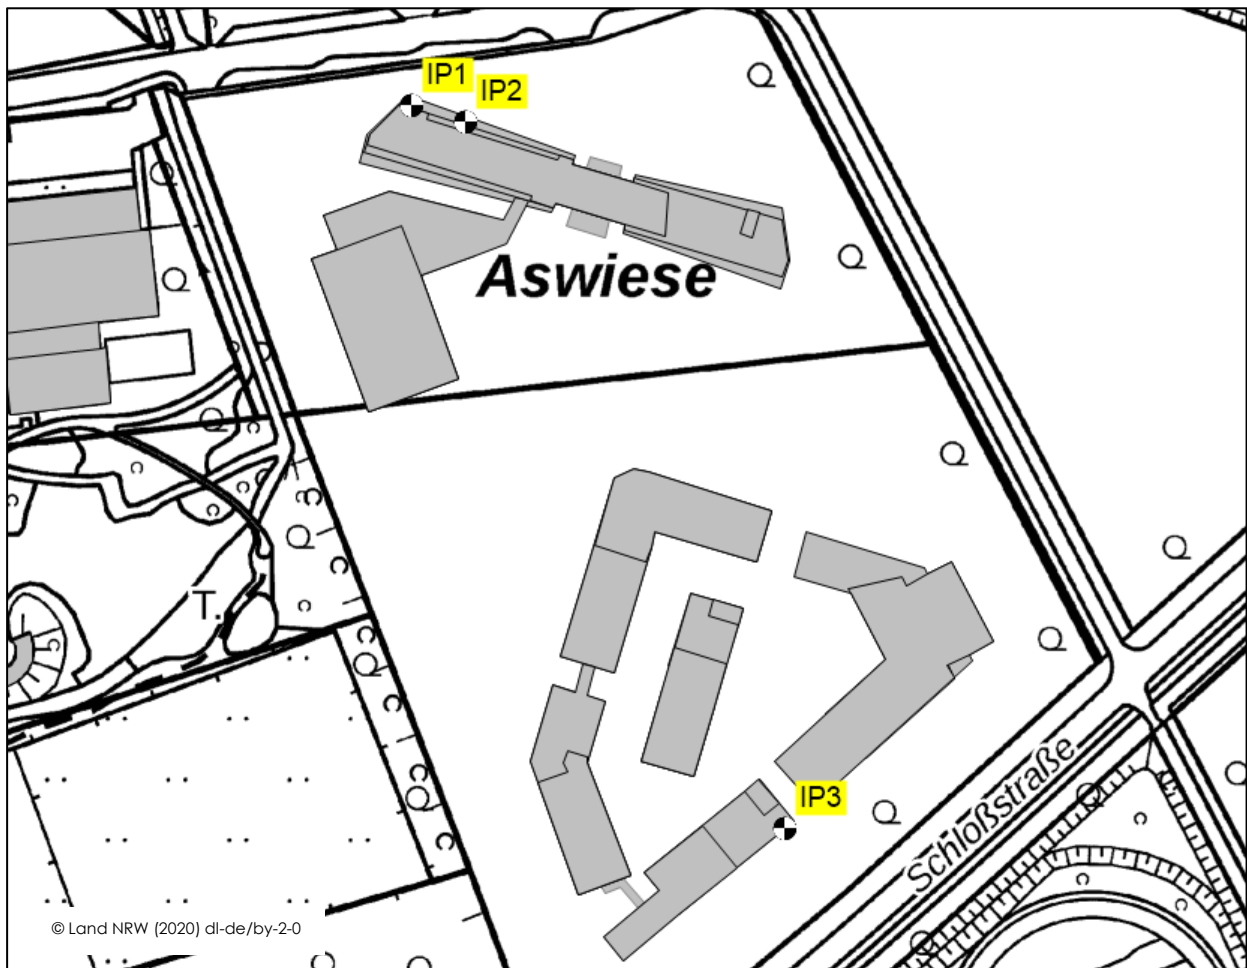 IP1
IP2
Aswiese
T.
IP3
Schloßstraße
© Land NRW (2020) dl-de/by-2-0